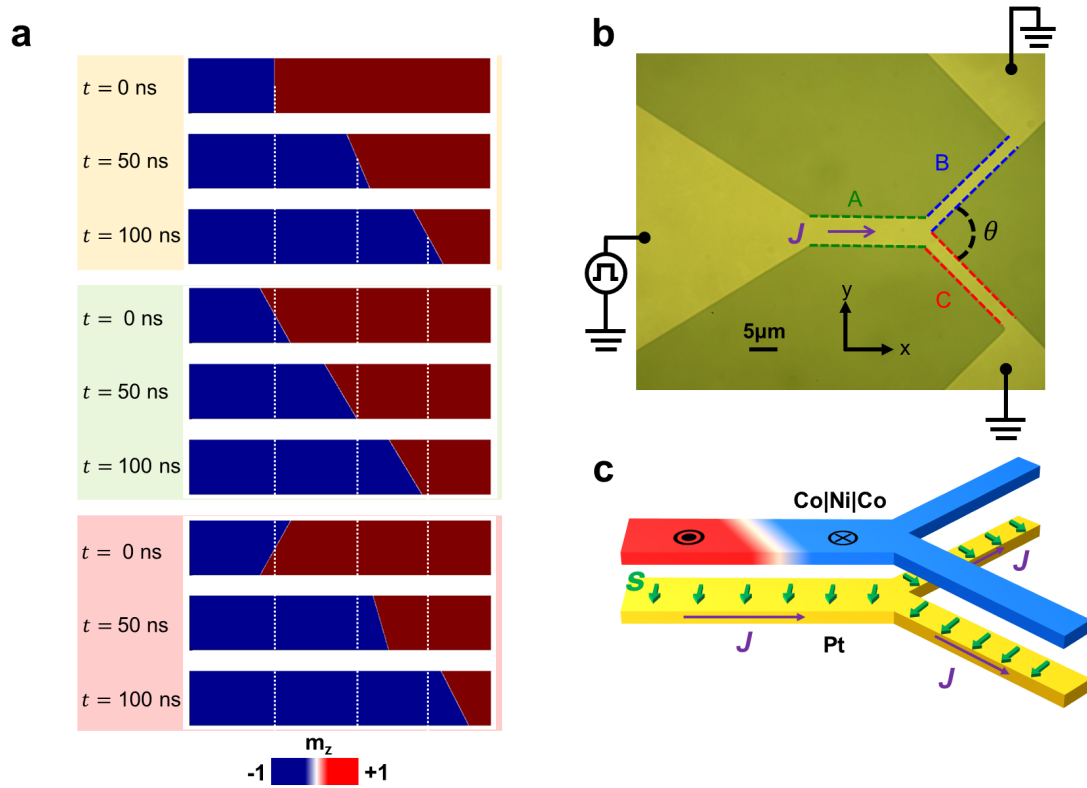 a
t = 0 ns
t = 50 ns
t = 100 ns
t = 0 ns
t = 50 ns
t = 100 ns
t = 0 ns
t = 50 ns
t = 100 ns
m_z
-1 +1
b
A
B
C
J
θ
5μm
y
x
c
Co|Ni|Co
S
J
J
J
Pt